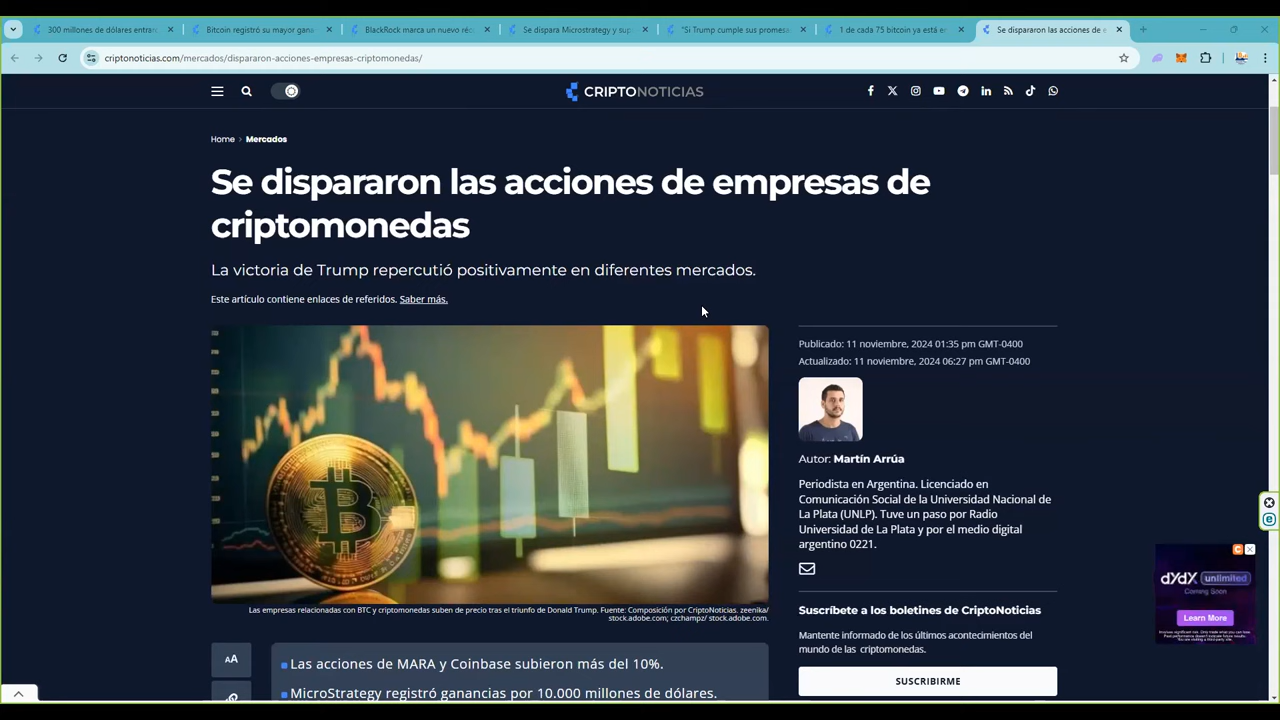 300 millones de dólares entrar
Bitcoin registró su mayor gana
BlackRock marca un nuevo réc
Se dispara Microstrategy y sup
"Si Trump cumple sus promesa
1 de cada 75 bitcoin ya está en
Se dispararon las acciones de e
criptonoticias.com/mercados/dispararon-acciones-empresas-criptomonedas/
CRIPTONOTICIAS
Home > Mercados
Se dispararon las acciones de empresas de
criptomonedas
La victoria de Trump repercutió positivamente en diferentes mercados.
Este artículo contiene enlaces de referidos. Saber más.
Las empresas relacionadas con BTC y criptomonedas suben de precio tras el triunfo de Donald Trump. Fuente: Composición por CriptoNoticias. zeenika/
stock.adobe.com; czchampz/ stock.adobe.com.
AA
Las acciones de MARA y Coinbase subieron más del 10%.
MicroStrategy registró ganancias por 10.000 millones de dólares.
Publicado: 11 noviembre, 2024 01:35 pm GMT-0400
Actualizado: 11 noviembre, 2024 06:27 pm GMT-0400
Autor: Martín Arrúa
Periodista en Argentina. Licenciado en
Comunicación Social de la Universidad Nacional de
La Plata (UNLP). Tuve un paso por Radio
Universidad de La Plata y por el medio digital
argentino 0221.
Suscríbete a los boletines de CriptoNoticias
Mantente informado de los últimos acontecimientos del
mundo de las criptomonedas.
SUSCRIBIRME
dYdX unlimited
Coming Soon
Learn More